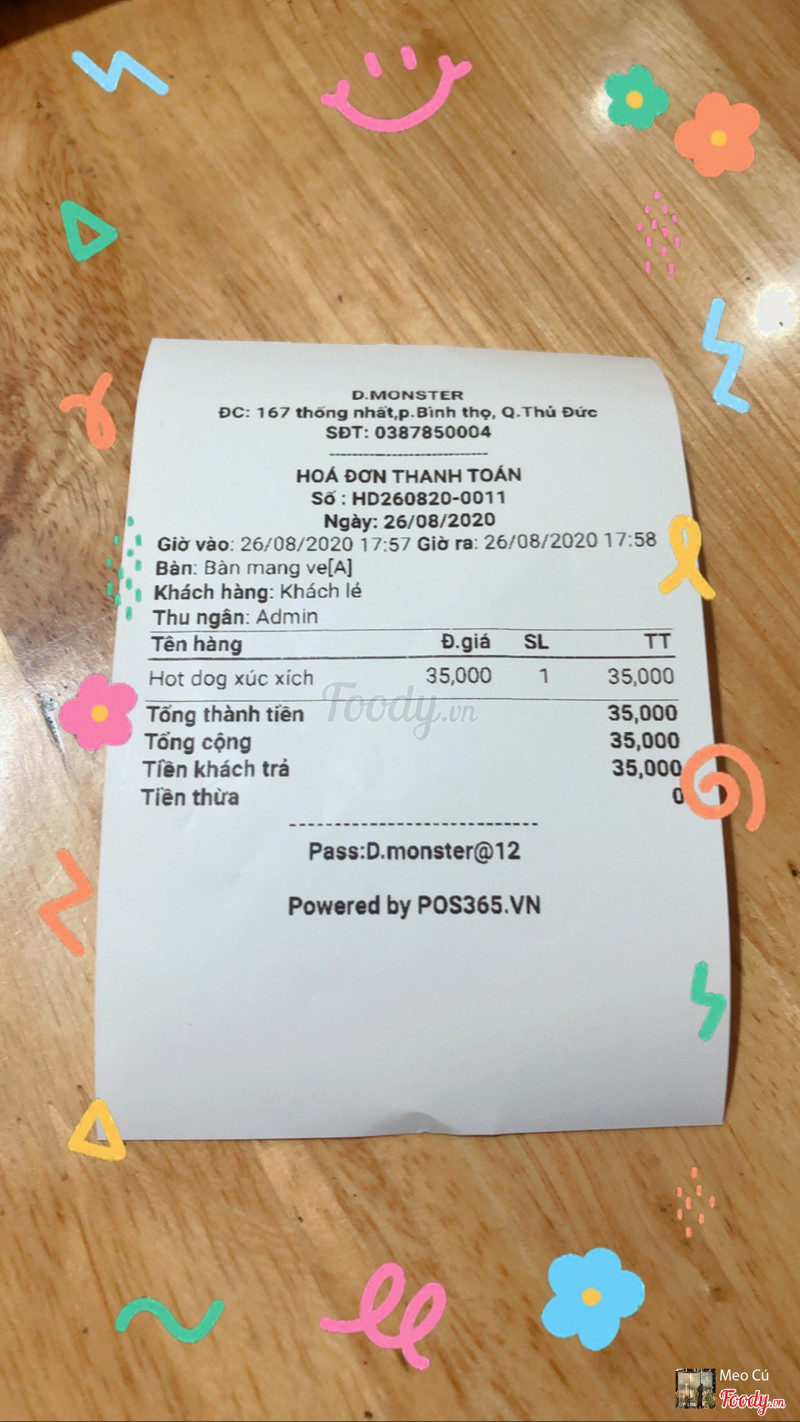 D.MONSTER
ĐC: 167 thống nhất,p.Bình thọ, Q.Thủ Đức
SĐT: 0387850004
HOÁ ĐƠN THANH TOÁN
Số : HD260820-0011
Ngày: 26/08/2020
Giờ vào: 26/08/2020 17:57 Giờ ra: 26/08/2020 17:58
Bàn: Bàn mang ve[A]
Khách hàng: Khách lẻ
Thu ngân: Admin
Tên hàng Đ.giá SL TT
Hot dog xúc xích 35,000 1 35,000
Tổng thành tiền 35,000
Tổng cộng 35,000
Tiền khách trả 35,000
Tiền thừa 0
Pass:D.monster@12
Powered by POS365.VN
Foody.vn
Meo Cú
Foody.vn